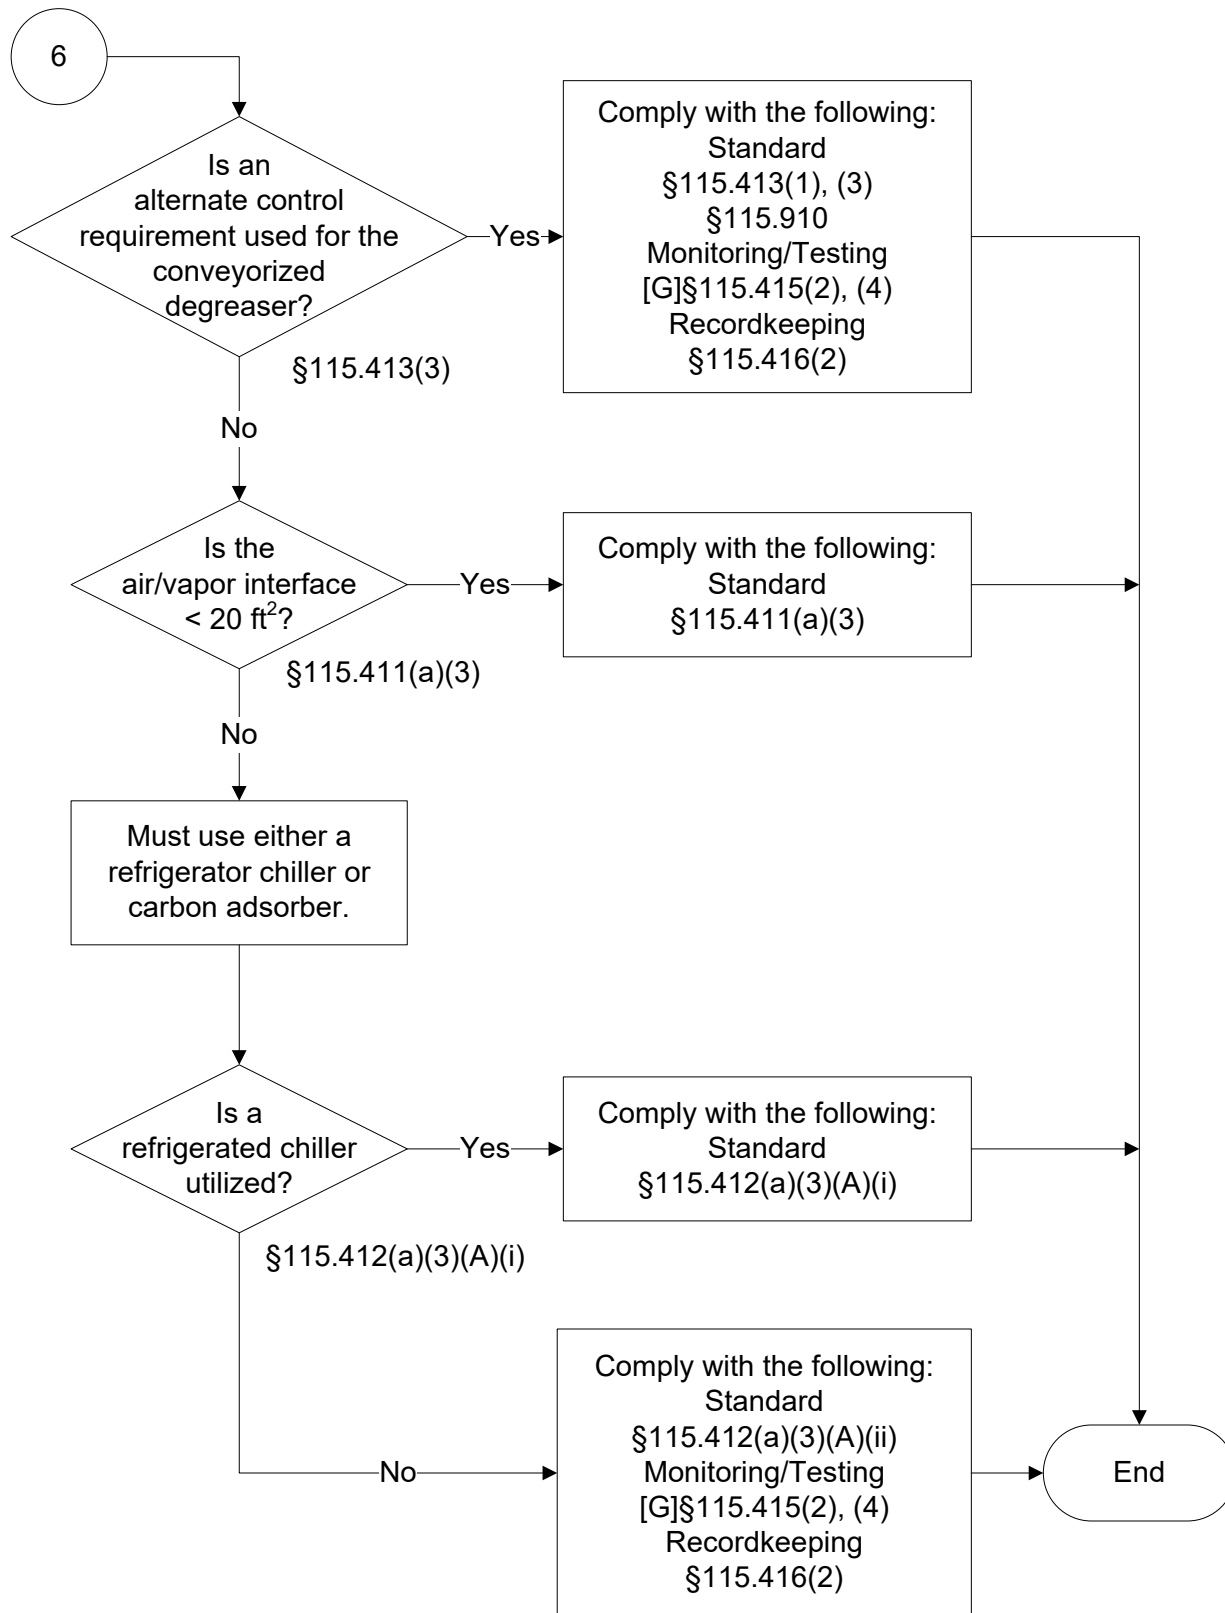 6
Is an
alternate control
requirement used for the
conveyorized
degreaser?
§115.413(3)
Yes
Comply with the following:
Standard
§115.413(1), (3)
§115.910
Monitoring/Testing
[G]§115.415(2), (4)
Recordkeeping
§115.416(2)
No
Is the
air/vapor interface
< 20 ft²?
§115.411(a)(3)
Yes
Comply with the following:
Standard
§115.411(a)(3)
No
Must use either a
refrigerator chiller or
carbon adsorber.
Is a
refrigerated chiller
utilized?
§115.412(a)(3)(A)(i)
Yes
Comply with the following:
Standard
§115.412(a)(3)(A)(i)
No
Comply with the following:
Standard
§115.412(a)(3)(A)(ii)
Monitoring/Testing
[G]§115.415(2), (4)
Recordkeeping
§115.416(2)
End